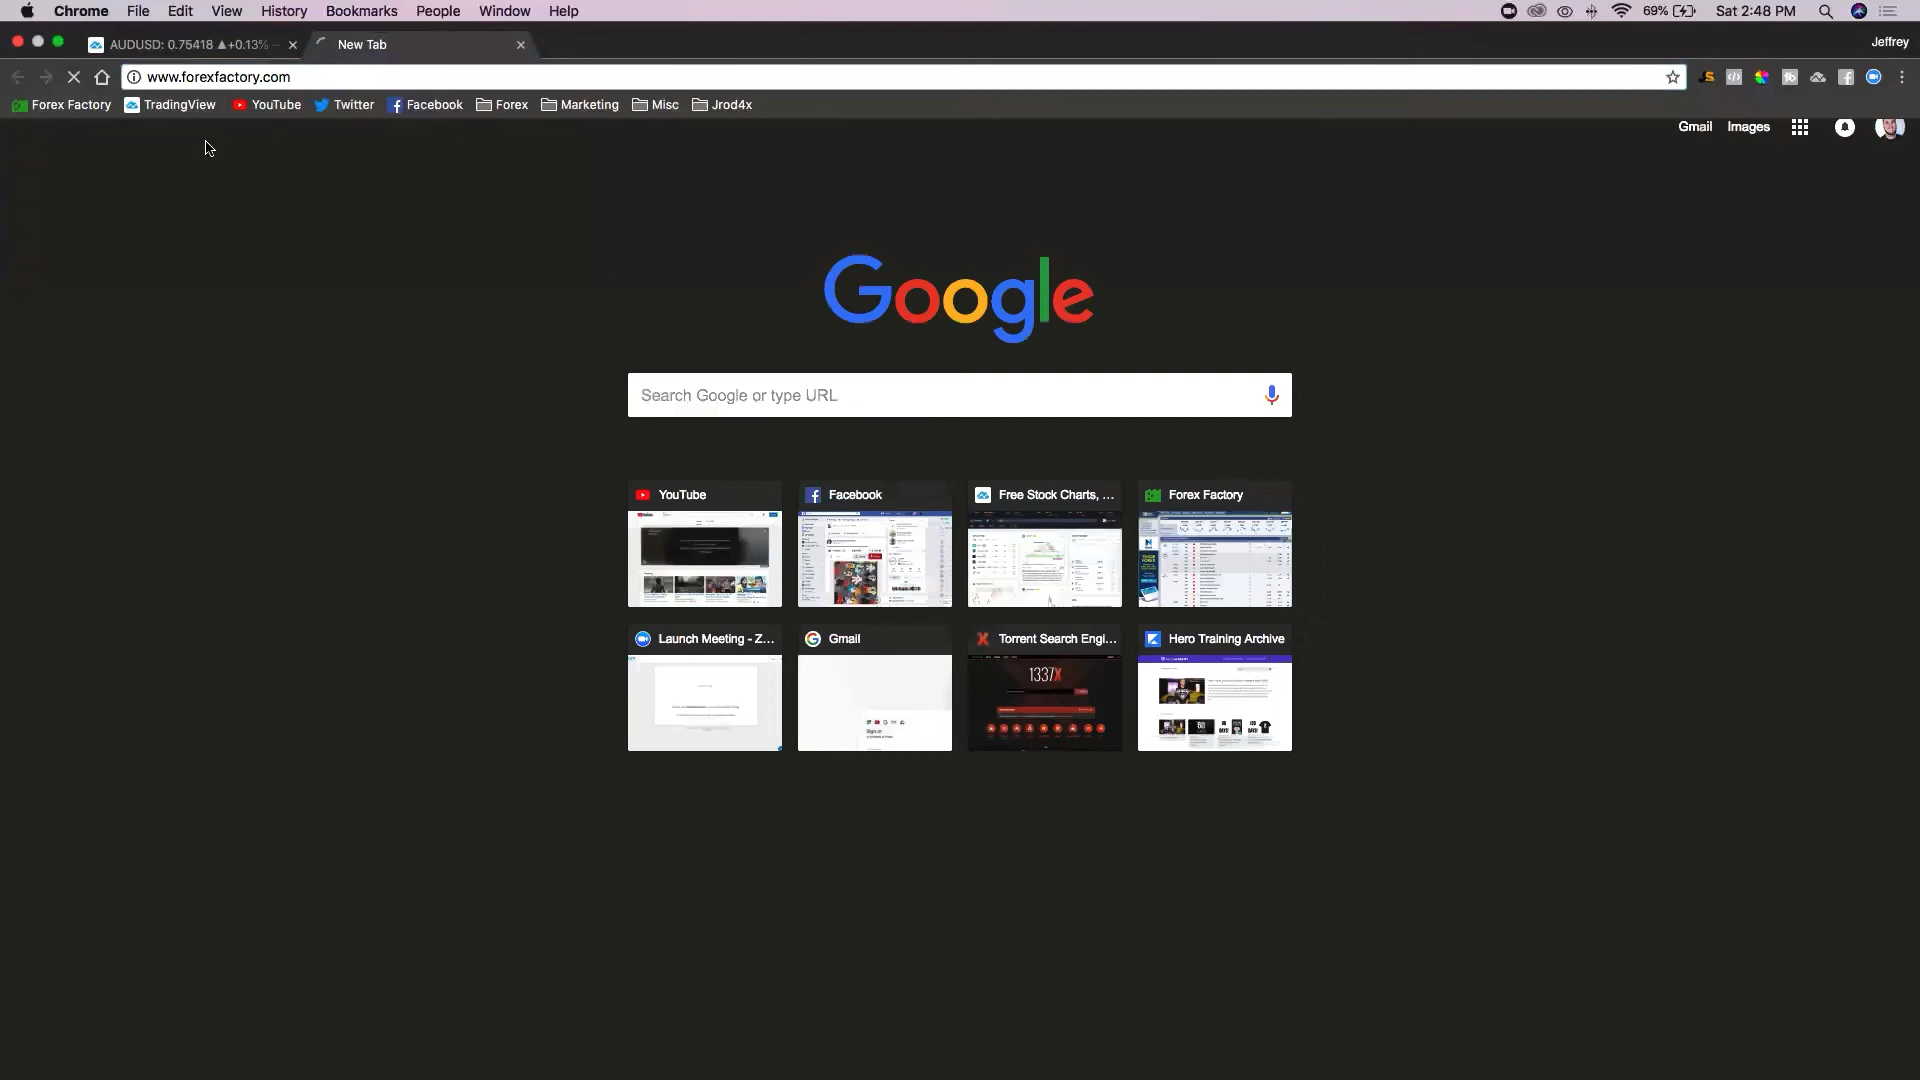 Chrome File Edit View History Bookmarks People Window Help 69% Sat 2:48 PM
AUDUSD: 0.75418 ▲+0.13% New Tab Jeffrey
www.forexfactory.com
Forex Factory TradingView YouTube Twitter Facebook Forex Marketing Misc Jrod4x
Gmail Images
Google
Search Google or type URL
YouTube Facebook Free Stock Charts, ... Forex Factory
Launch Meeting - Z... Gmail Torrent Search Engi... Hero Training Archive
1337X
Sign in